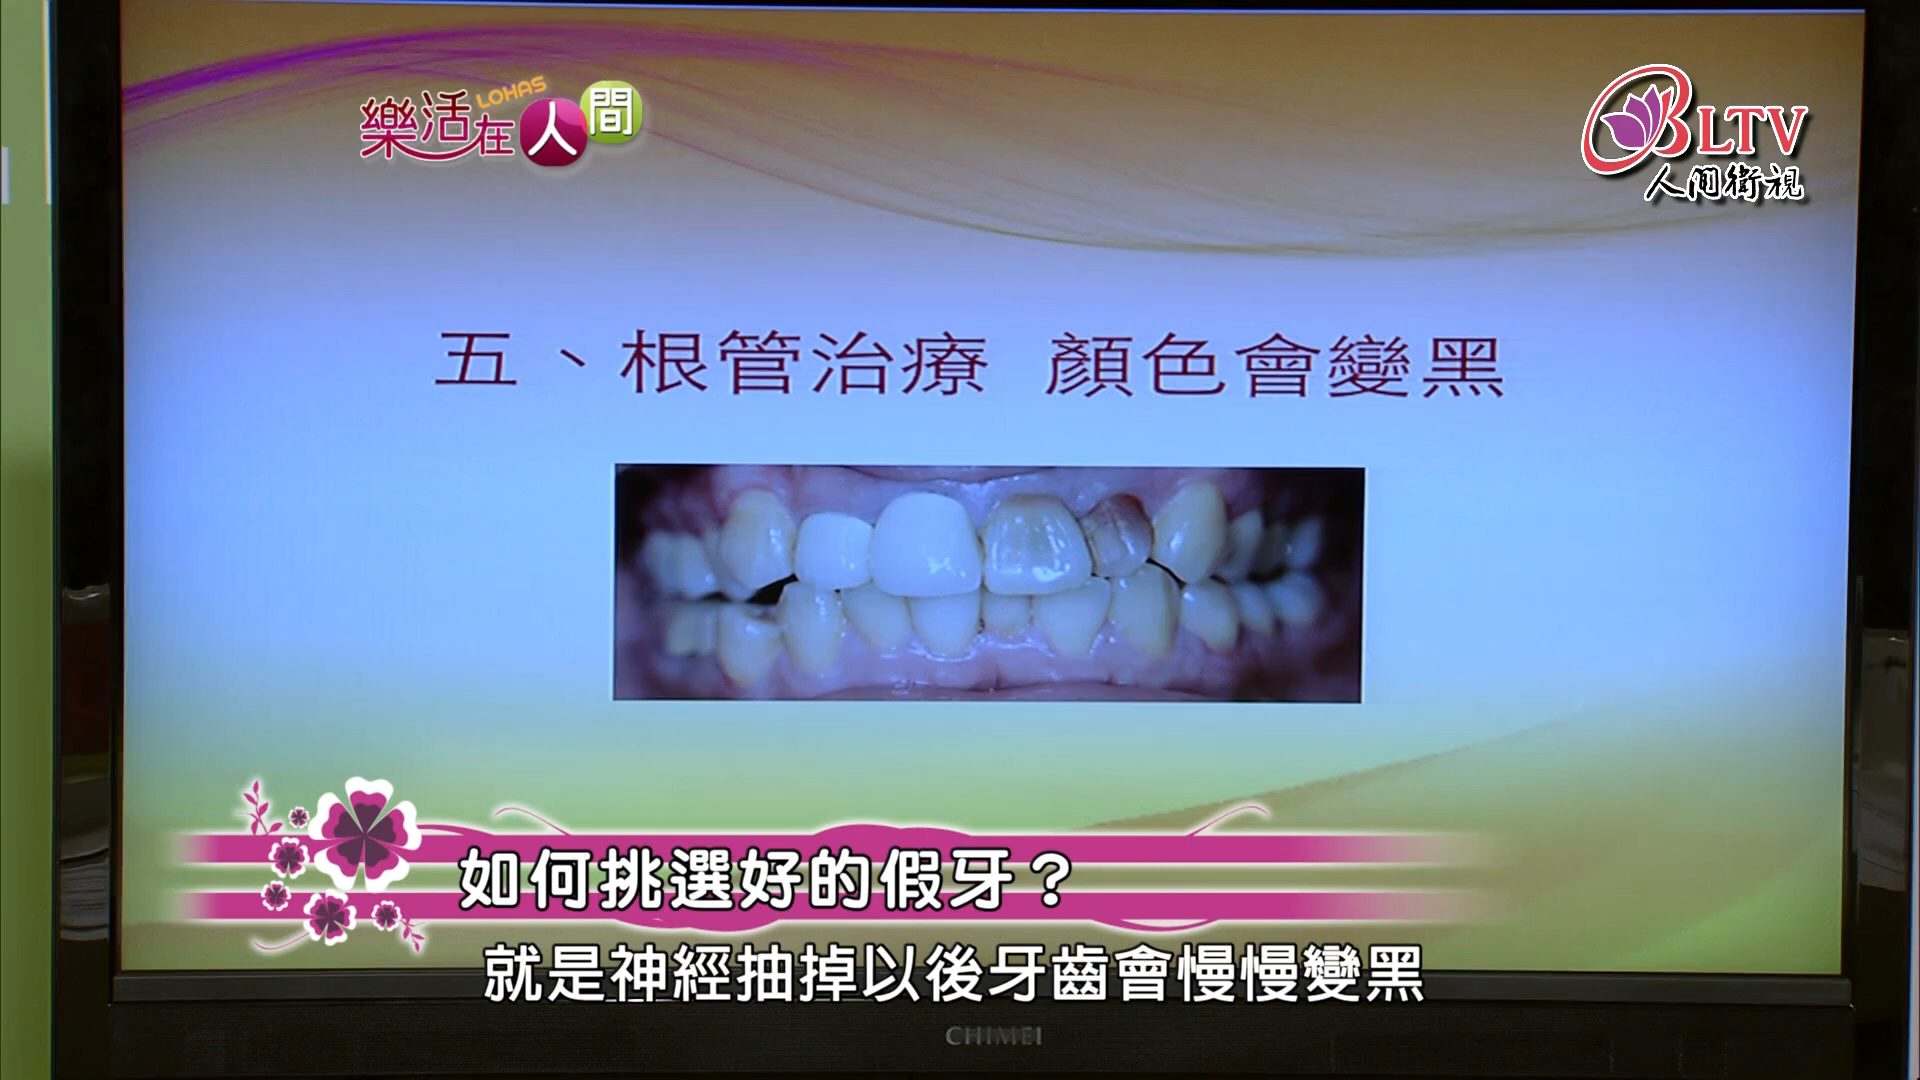 樂活在人間
LOHAS
BLTV
人間衛視
五、根管治療 顏色會變黑
如何挑選好的假牙？
就是神經抽掉以後牙齒會慢慢變黑
CHIMEI